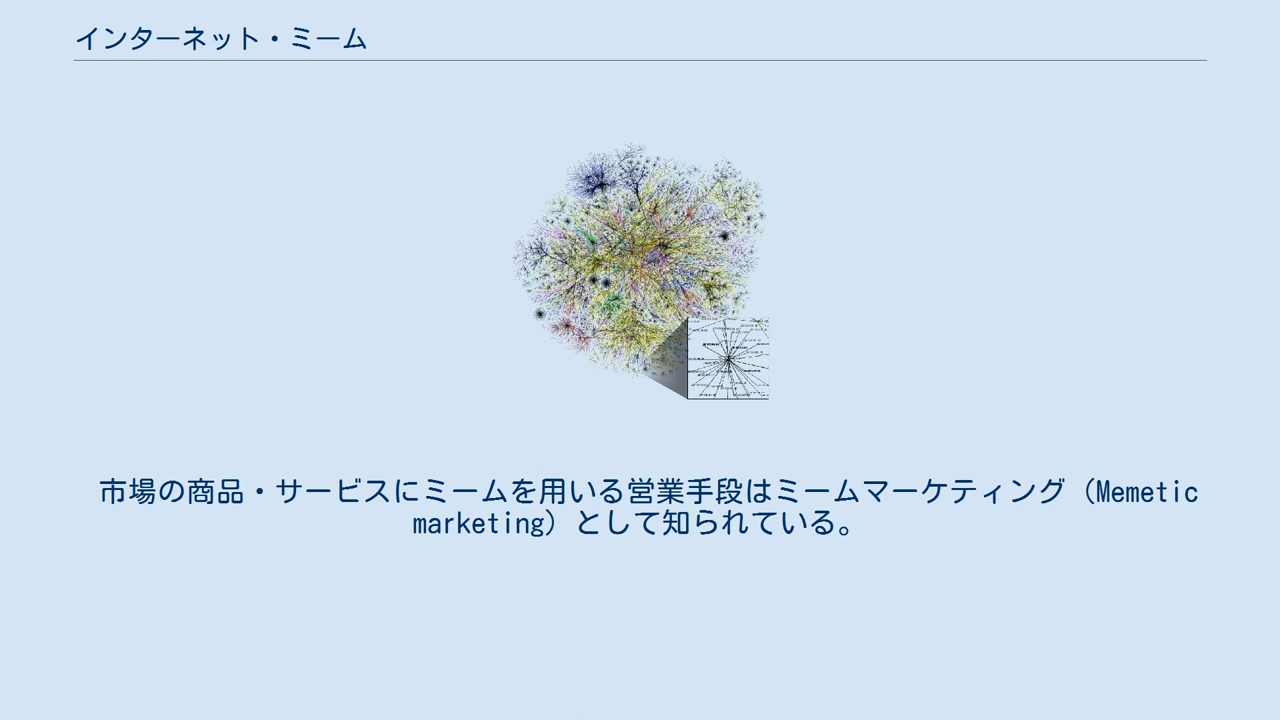 インターネット・ミーム
市場の商品・サービスにミームを用いる営業手段はミームマーケティング（Memetic
marketing）として知られている。